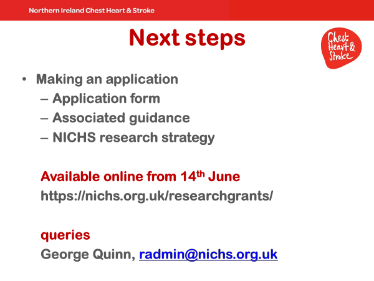 Northern Ireland Chest Heart & Stroke
Next steps
Chest
Heart &
Stroke
• Making an application
– Application form
– Associated guidance
– NICHS research strategy
Available online from 14th June
https://nichs.org.uk/researchgrants/
queries
George Quinn, radmin@nichs.org.uk